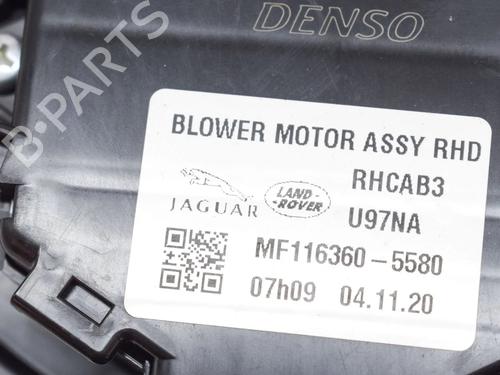 DENSO
BLOWER MOTOR ASSY RHD
RHCAB3
JAGUAR
LAND-
ROVER
U97NA
MF116360-5580
07h09 04.11.20
B-PARTS